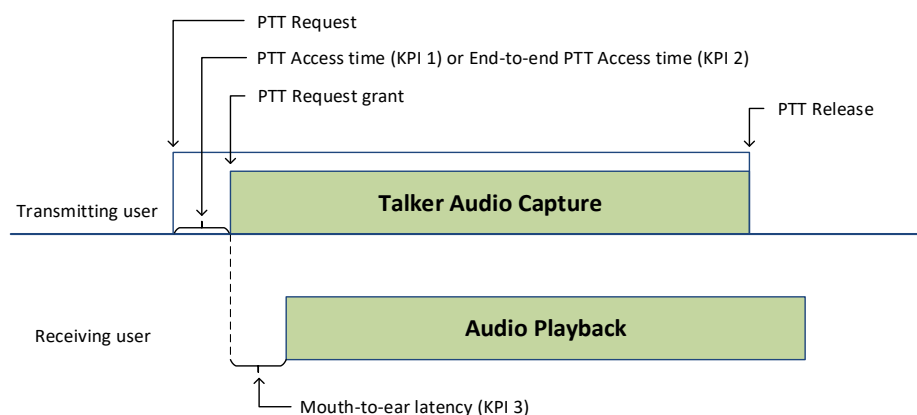 PTT Request
PTT Access time (KPI 1) or End-to-end PTT Access time (KPI 2)
PTT Request grant
PTT Release
Talker Audio Capture
Transmitting user
Audio Playback
Receiving user
Mouth-to-ear latency (KPI 3)